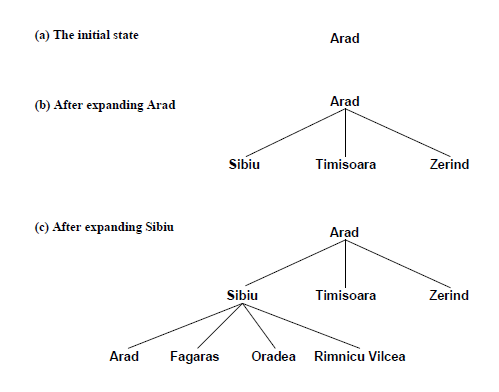 (a) The initial state
Arad
(b) After expanding Arad
Arad
Sibiu Timisoara Zerind
(c) After expanding Sibiu
Arad
Sibiu Timisoara Zerind
Arad Fagaras Oradea Rimnicu Vilcea